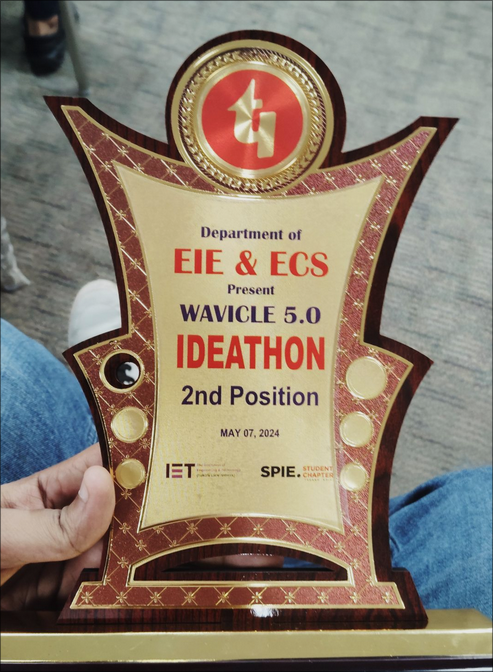 Department of
EIE & ECS
Present
WAVICLE 5.0
IDEATHON
2nd Position
MAY 07, 2024
IET
SPIE. STUDENT
CHAPTER